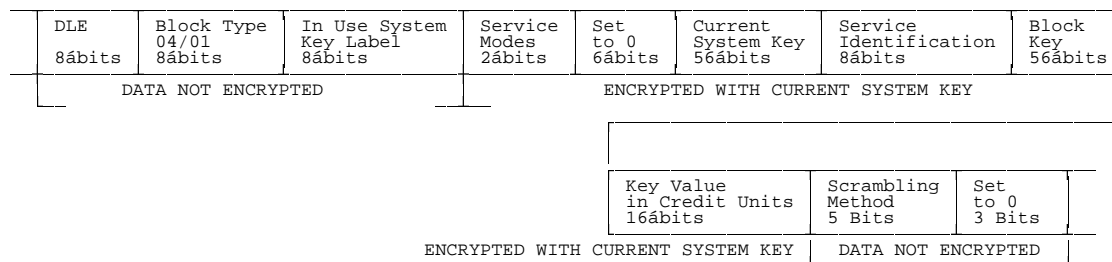 DLE
8ábits
Block Type
04/01
8ábits
In Use System
Key Label
8ábits
Service
Modes
2ábits
Set
to 0
6ábits
Current
System Key
56ábits
Service
Identification
8ábits
Block
Key
56ábits
DATA NOT ENCRYPTED
ENCRYPTED WITH CURRENT SYSTEM KEY
Key Value
in Credit Units
16ábits
Scrambling
Method
5 Bits
Set
to 0
3 Bits
ENCRYPTED WITH CURRENT SYSTEM KEY
DATA NOT ENCRYPTED